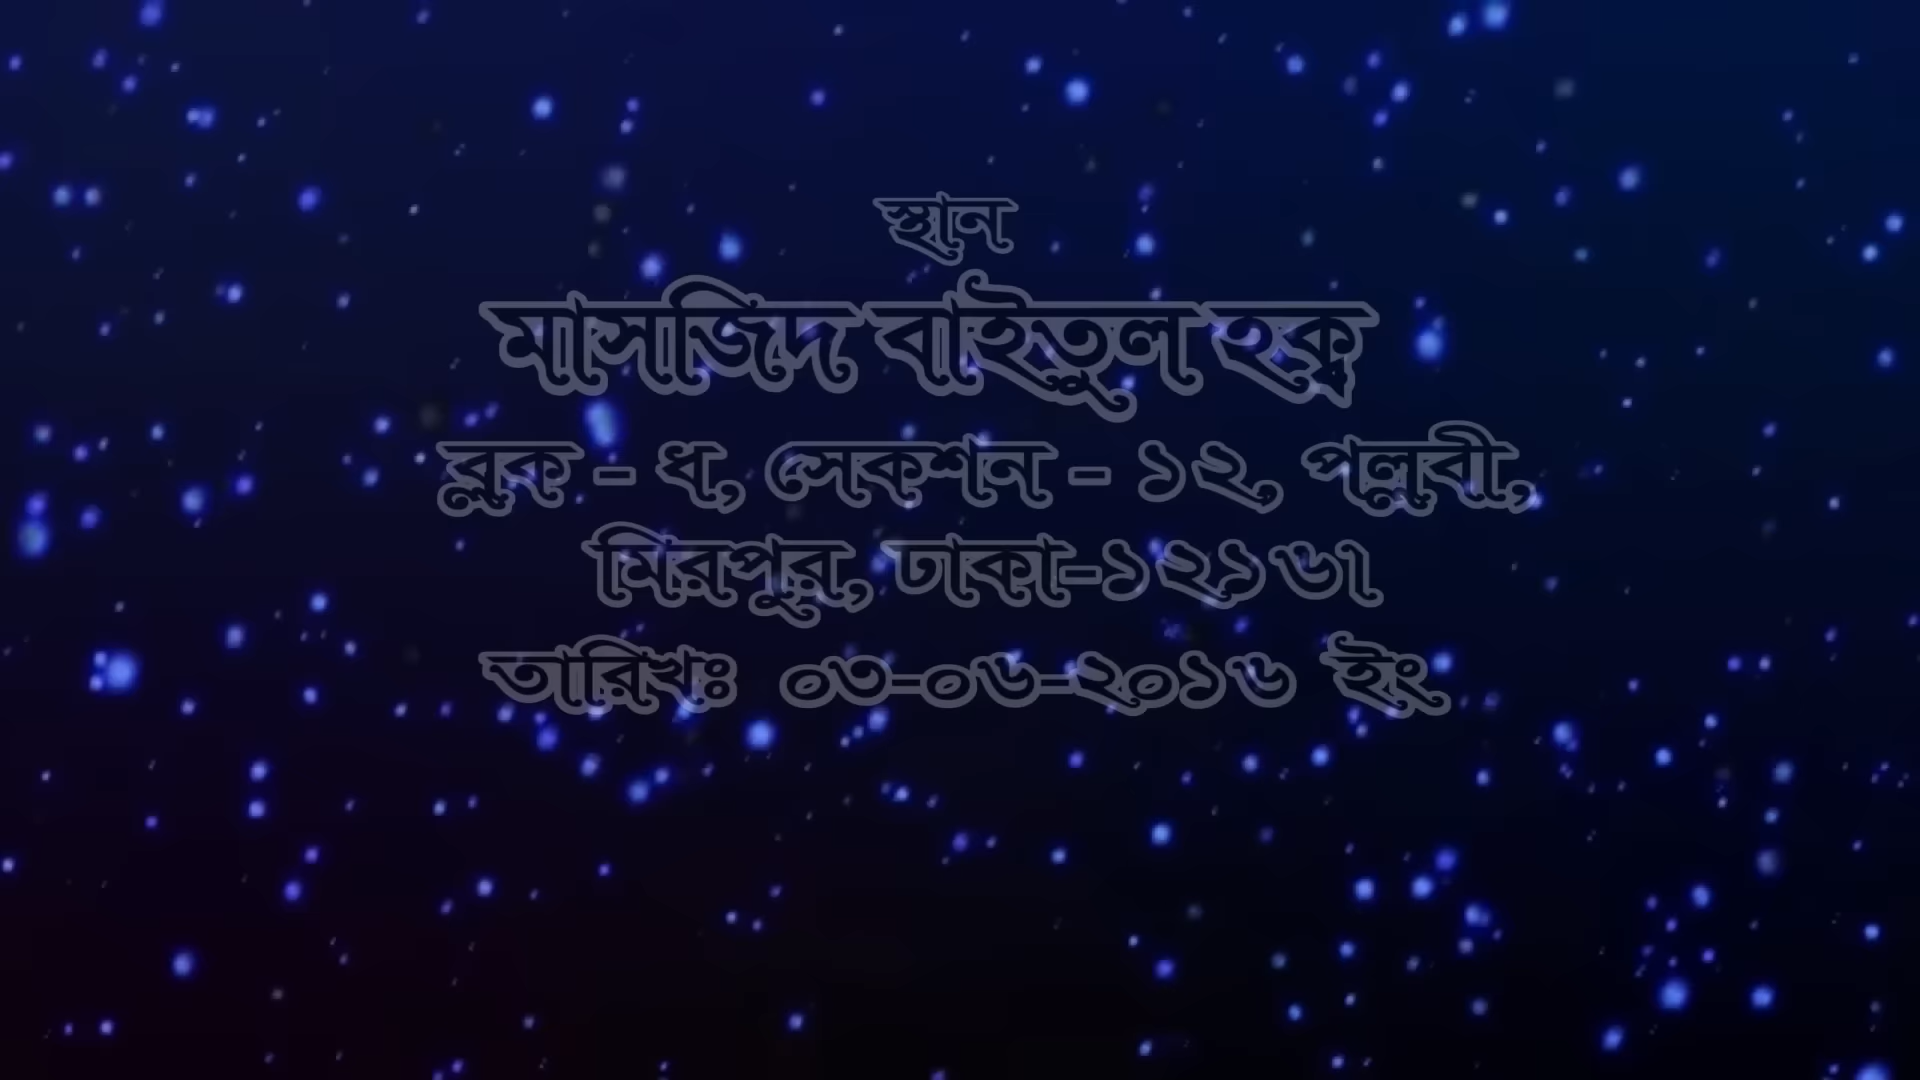 স্থান
মাসজিদ বাইতুল হক্ব
ব্লক - ধ, সেকশন - ১২, পল্লবী,
মিরপুর, ঢাকা-১২১৬।
তারিখঃ ০৩-০৬-২০১৬ ইং